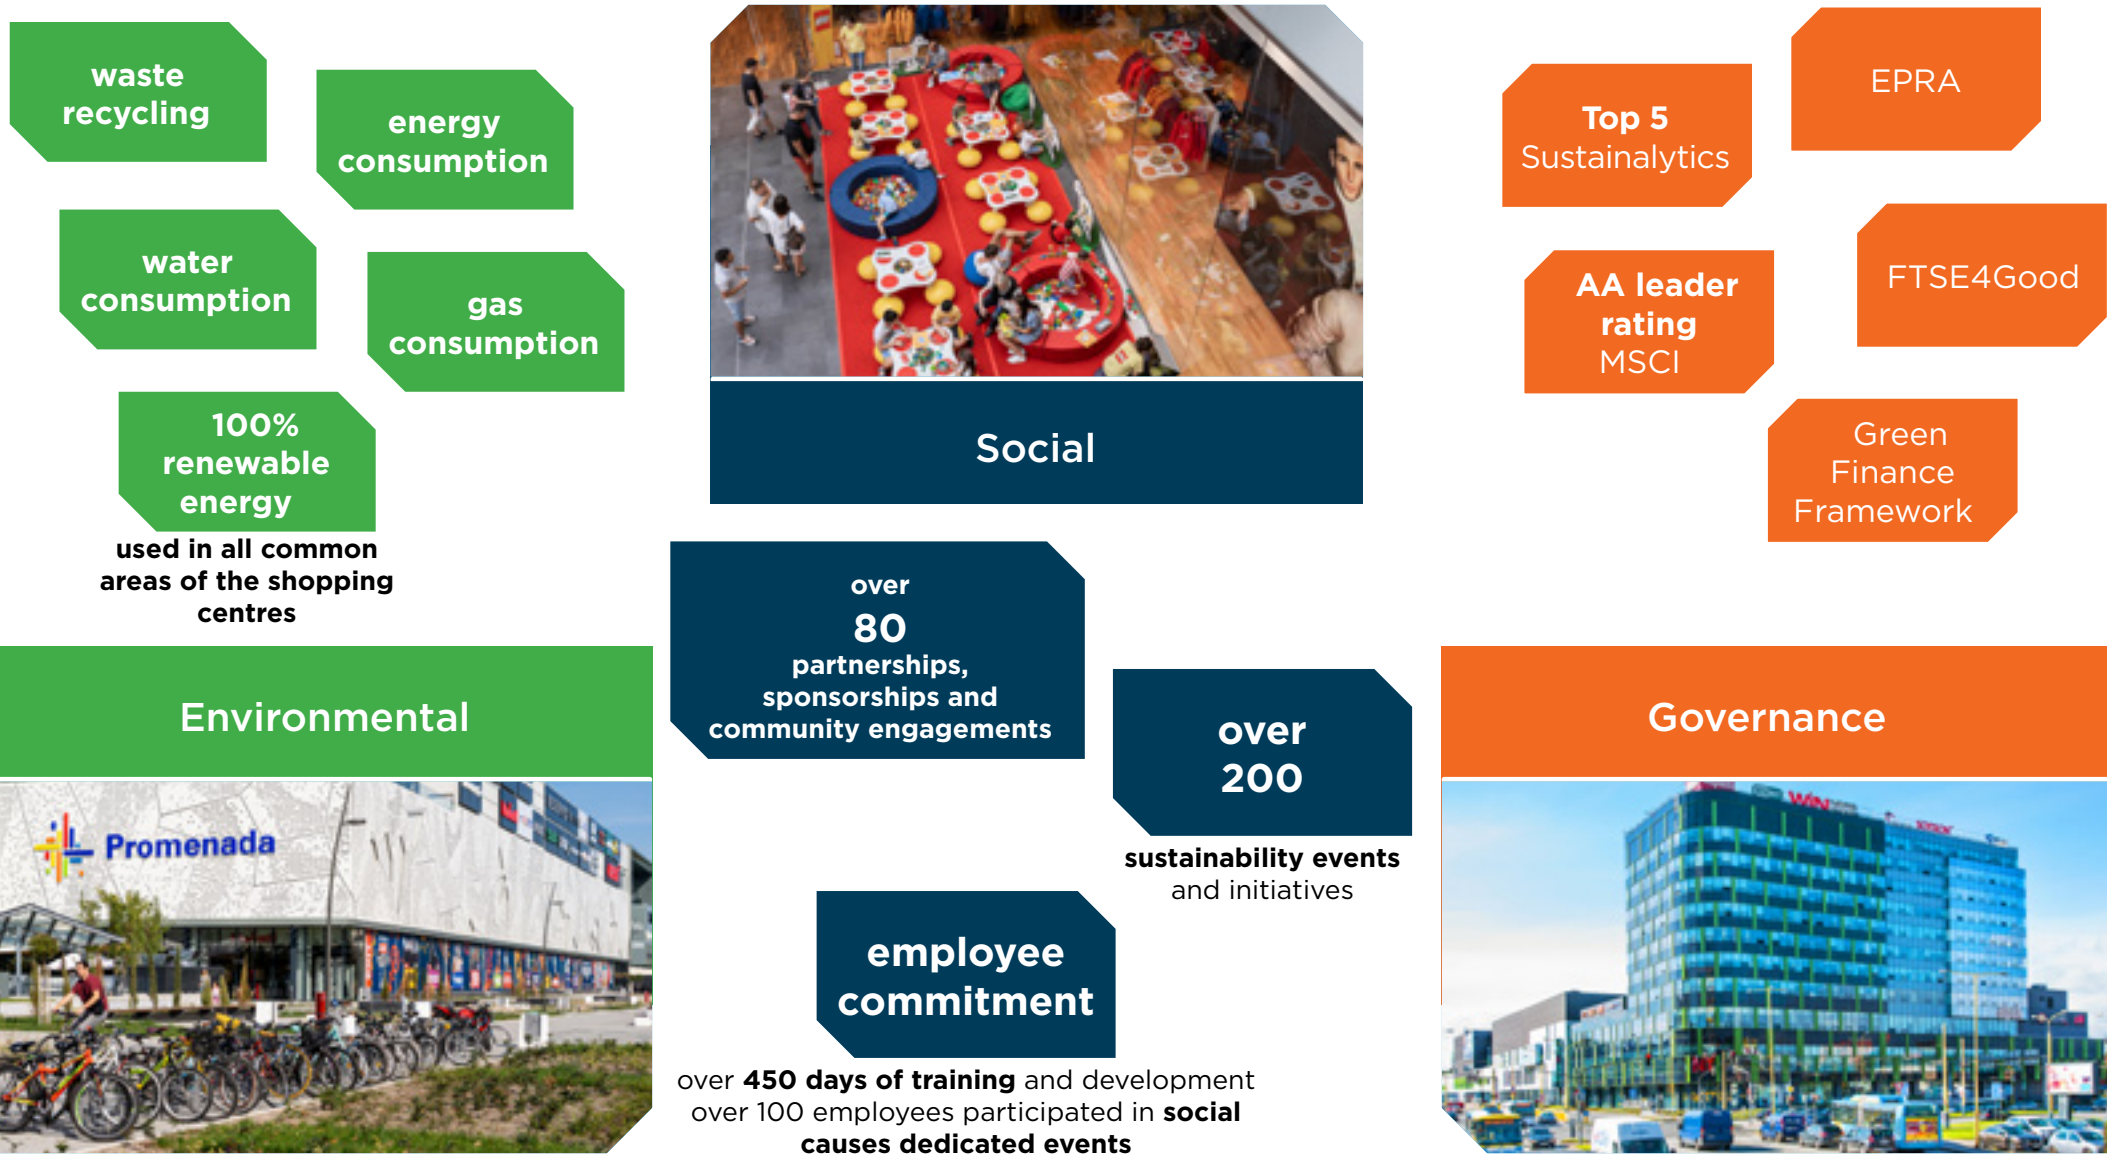 waste
recycling
energy
consumption
water
consumption
gas
consumption
100%
renewable
energy
used in all common
areas of the shopping
centres
Environmental
Promenada
Social
over
80
partnerships,
sponsorships and
community engagements
over
200
sustainability events
and initiatives
employee
commitment
over 450 days of training and development
over 100 employees participated in social
causes dedicated events
Top 5
Sustainalytics
EPRA
AA leader
rating
MSCI
FTSE4Good
Green
Finance
Framework
Governance
WIN